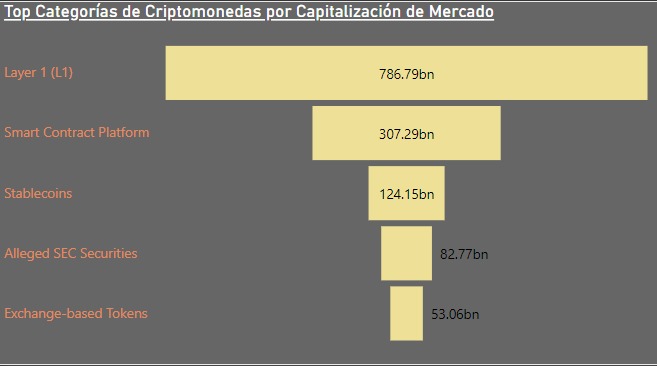 Top Categorías de Criptomonedas por Capitalización de Mercado
Layer 1 (L1) 786.79bn
Smart Contract Platform 307.29bn
Stablecoins 124.15bn
Alleged SEC Securities 82.77bn
Exchange-based Tokens 53.06bn